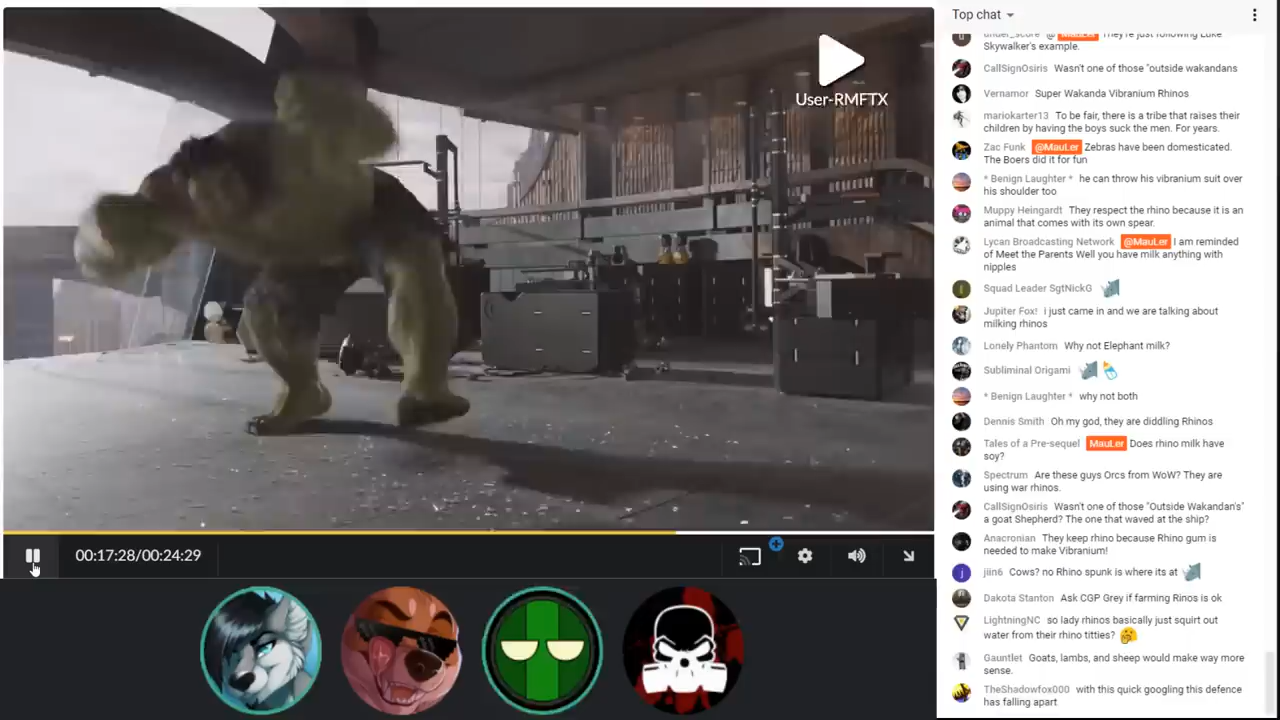 User-RMFTX
00:17:28/00:24:29
Top chat
under_score @MauLer They're just following Luke
Skywalker's example.
CallSignOsiris Wasn't one of those "outside wakandans
Vernamor Super Wakanda Vibranium Rhinos
mariokarter13 To be fair, there is a tribe that raises their
children by having the boys suck the men. For years.
Zac Funk @MauLer Zebras have been domesticated.
The Boers did it for fun
* Benign Laughter * he can throw his vibranium suit over
his shoulder too
Muppy Heingardt They respect the rhino because it is an
animal that comes with its own spear.
Lycan Broadcasting Network @MauLer I am reminded
of Meet the Parents Well you have milk anything with
nipples
Squad Leader SgtNickG
Jupiter Fox! i just came in and we are talking about
milking rhinos
Lonely Phantom Why not Elephant milk?
Subliminal Origami
* Benign Laughter * why not both
Dennis Smith Oh my god, they are diddling Rhinos
Tales of a Pre-sequel MauLer Does rhino milk have
soy?
Spectrum Are these guys Orcs from WoW? They are
using war rhinos.
CallSignOsiris Wasn't one of those "Outside Wakandan's"
a goat Shepherd? The one that waved at the ship?
Anacronian They keep rhino because Rhino gum is
needed to make Vibranium!
j
jiin6 Cows? no Rhino spunk is where its at
Dakota Stanton Ask CGP Grey if farming Rinos is ok
LightningNC so lady rhinos basically just squirt out
water from their rhino titties?
Gauntlet Goats, lambs, and sheep would make way more
sense.
TheShadowfox000 with this quick googling this defence
has falling apart